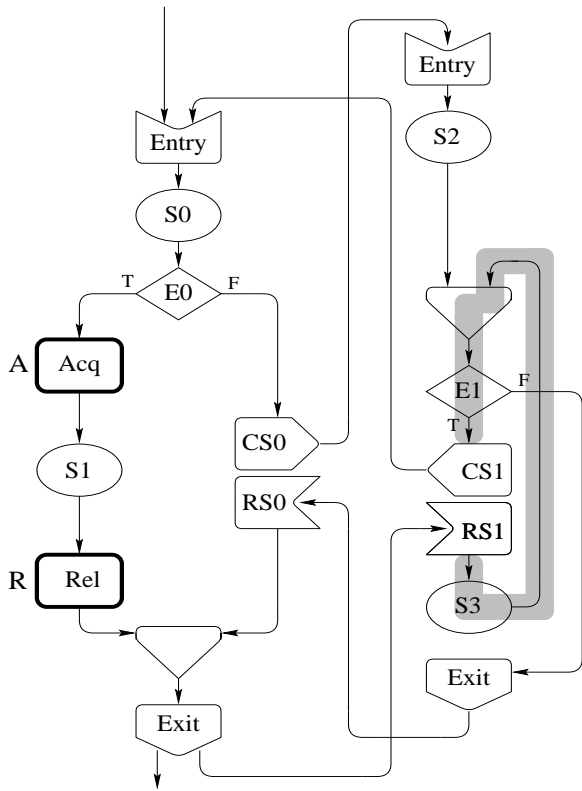 Entry
Entry
S2
S0
T
E0
F
A
Acq
E1
F
T
CS0
S1
CS1
RS0
RS1
R
Rel
S3
Exit
Exit